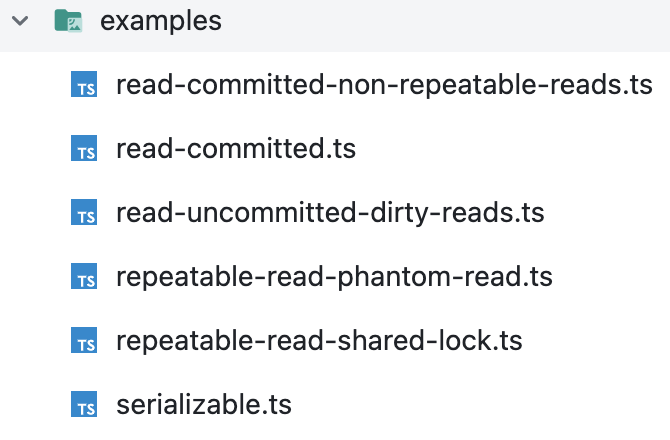 examples
TS read-committed-non-repeatable-reads.ts
TS read-committed.ts
TS read-uncommitted-dirty-reads.ts
TS repeatable-read-phantom-read.ts
TS repeatable-read-shared-lock.ts
TS serializable.ts